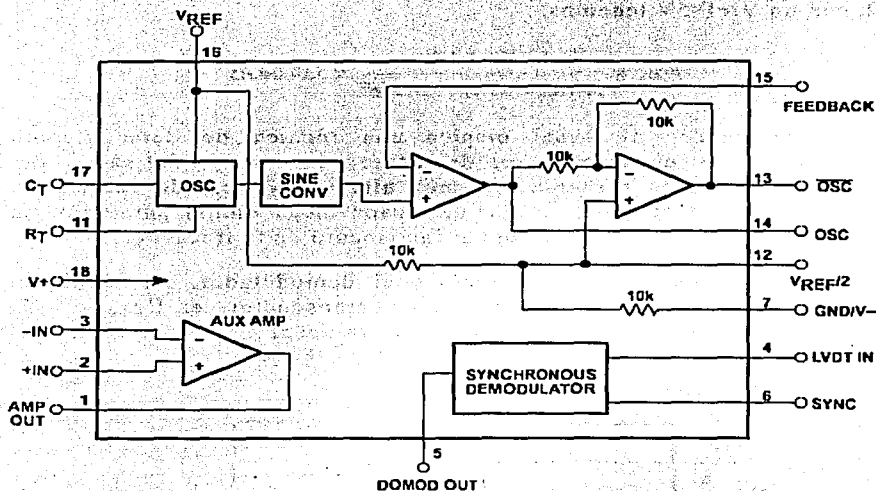 VREF
16
15
FEEDBACK
10k
CT
17
OSC
SINE
CONV
10k
13
OSC
RT
11
14
OSC
10k
12
VREF/2
V+
18
10k
7
GND/V–
–IN
3
AUX AMP
4
LVDT IN
+IN
2
SYNCHRONOUS
DEMODULATOR
6
SYNC
AMP
OUT
1
5
DOMOD OUT